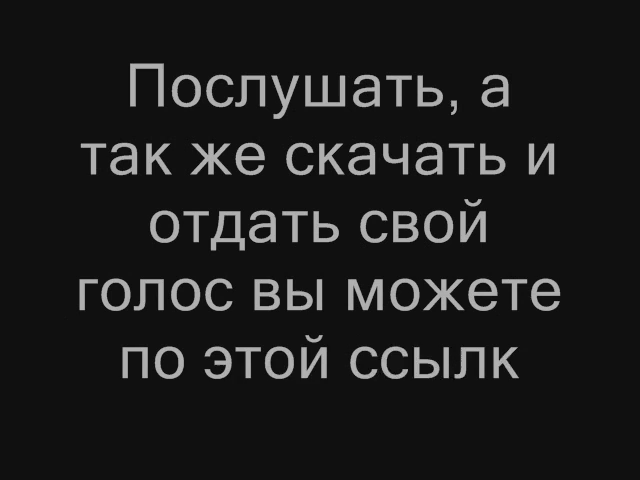 Послушать, а
так же скачать и
отдать свой
голос вы можете
по этой ссылк